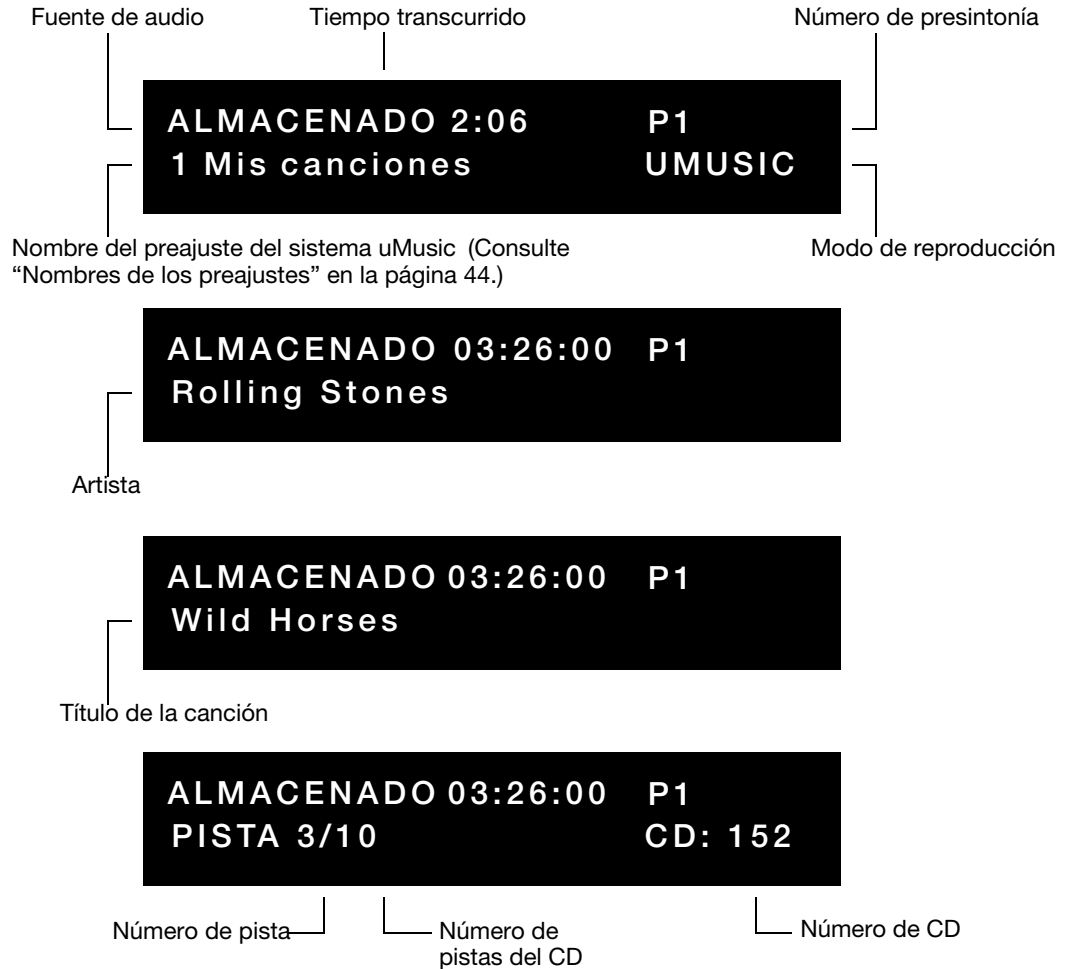 Fuente de audio
Tiempo transcurrido
Número de presintonía
ALMACENADO 2:06 P1
1 Mis canciones UMUSIC
Nombre del preajuste del sistema uMusic (Consulte
“Nombres de los preajustes” en la página 44.)
Modo de reproducción
ALMACENADO 03:26:00 P1
Rolling Stones
Artista
ALMACENADO 03:26:00 P1
Wild Horses
Título de la canción
ALMACENADO 03:26:00 P1
PISTA 3/10 CD: 152
Número de pista
Número de
pistas del CD
Número de CD